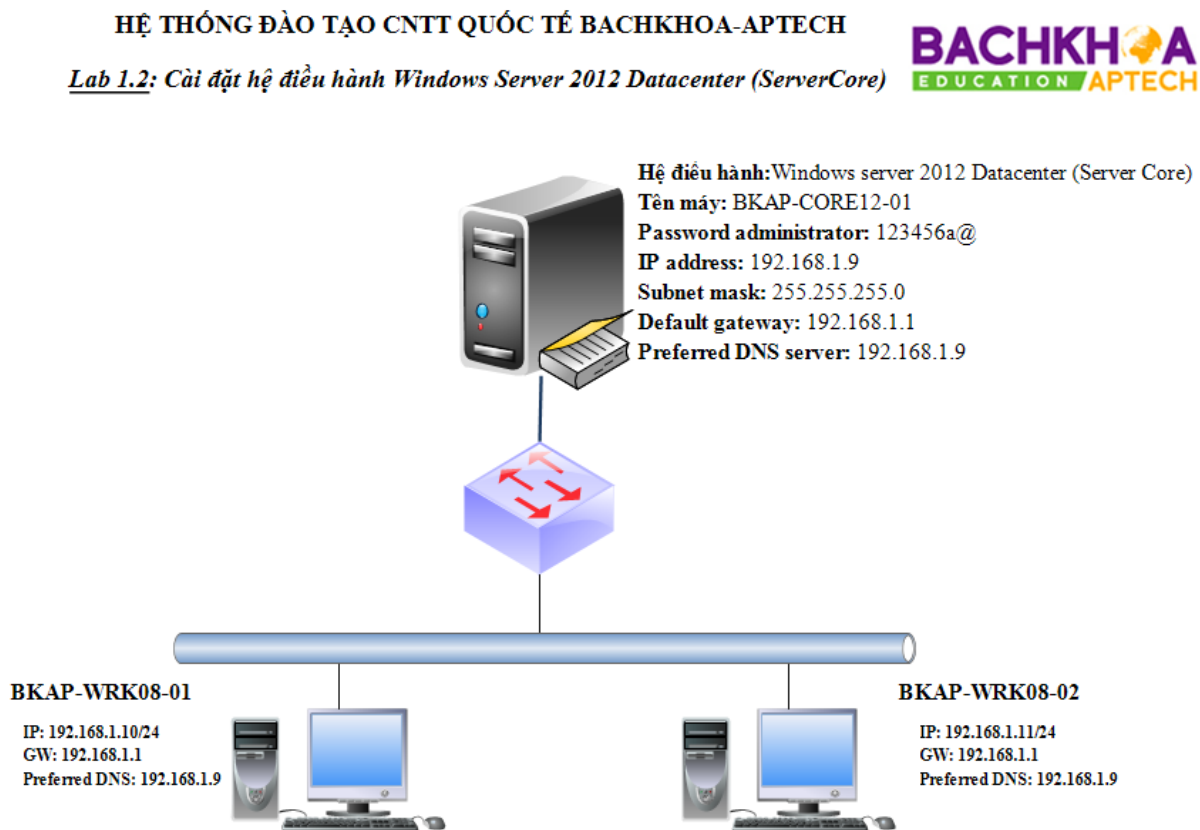 HỆ THỐNG ĐÀO TẠO CNTT QUỐC TẾ BACHKHOA-APTECH
Lab 1.2: Cài đặt hệ điều hành Windows Server 2012 Datacenter (ServerCore)
BACHKHOA
EDUCATION APTECH
Hệ điều hành:Windows server 2012 Datacenter (Server Core)
Tên máy: BKAP-CORE12-01
Password administrator: 123456a@
IP address: 192.168.1.9
Subnet mask: 255.255.255.0
Default gateway: 192.168.1.1
Preferred DNS server: 192.168.1.9
BKAP-WRK08-01
IP: 192.168.1.10/24
GW: 192.168.1.1
Preferred DNS: 192.168.1.9
BKAP-WRK08-02
IP: 192.168.1.11/24
GW: 192.168.1.1
Preferred DNS: 192.168.1.9